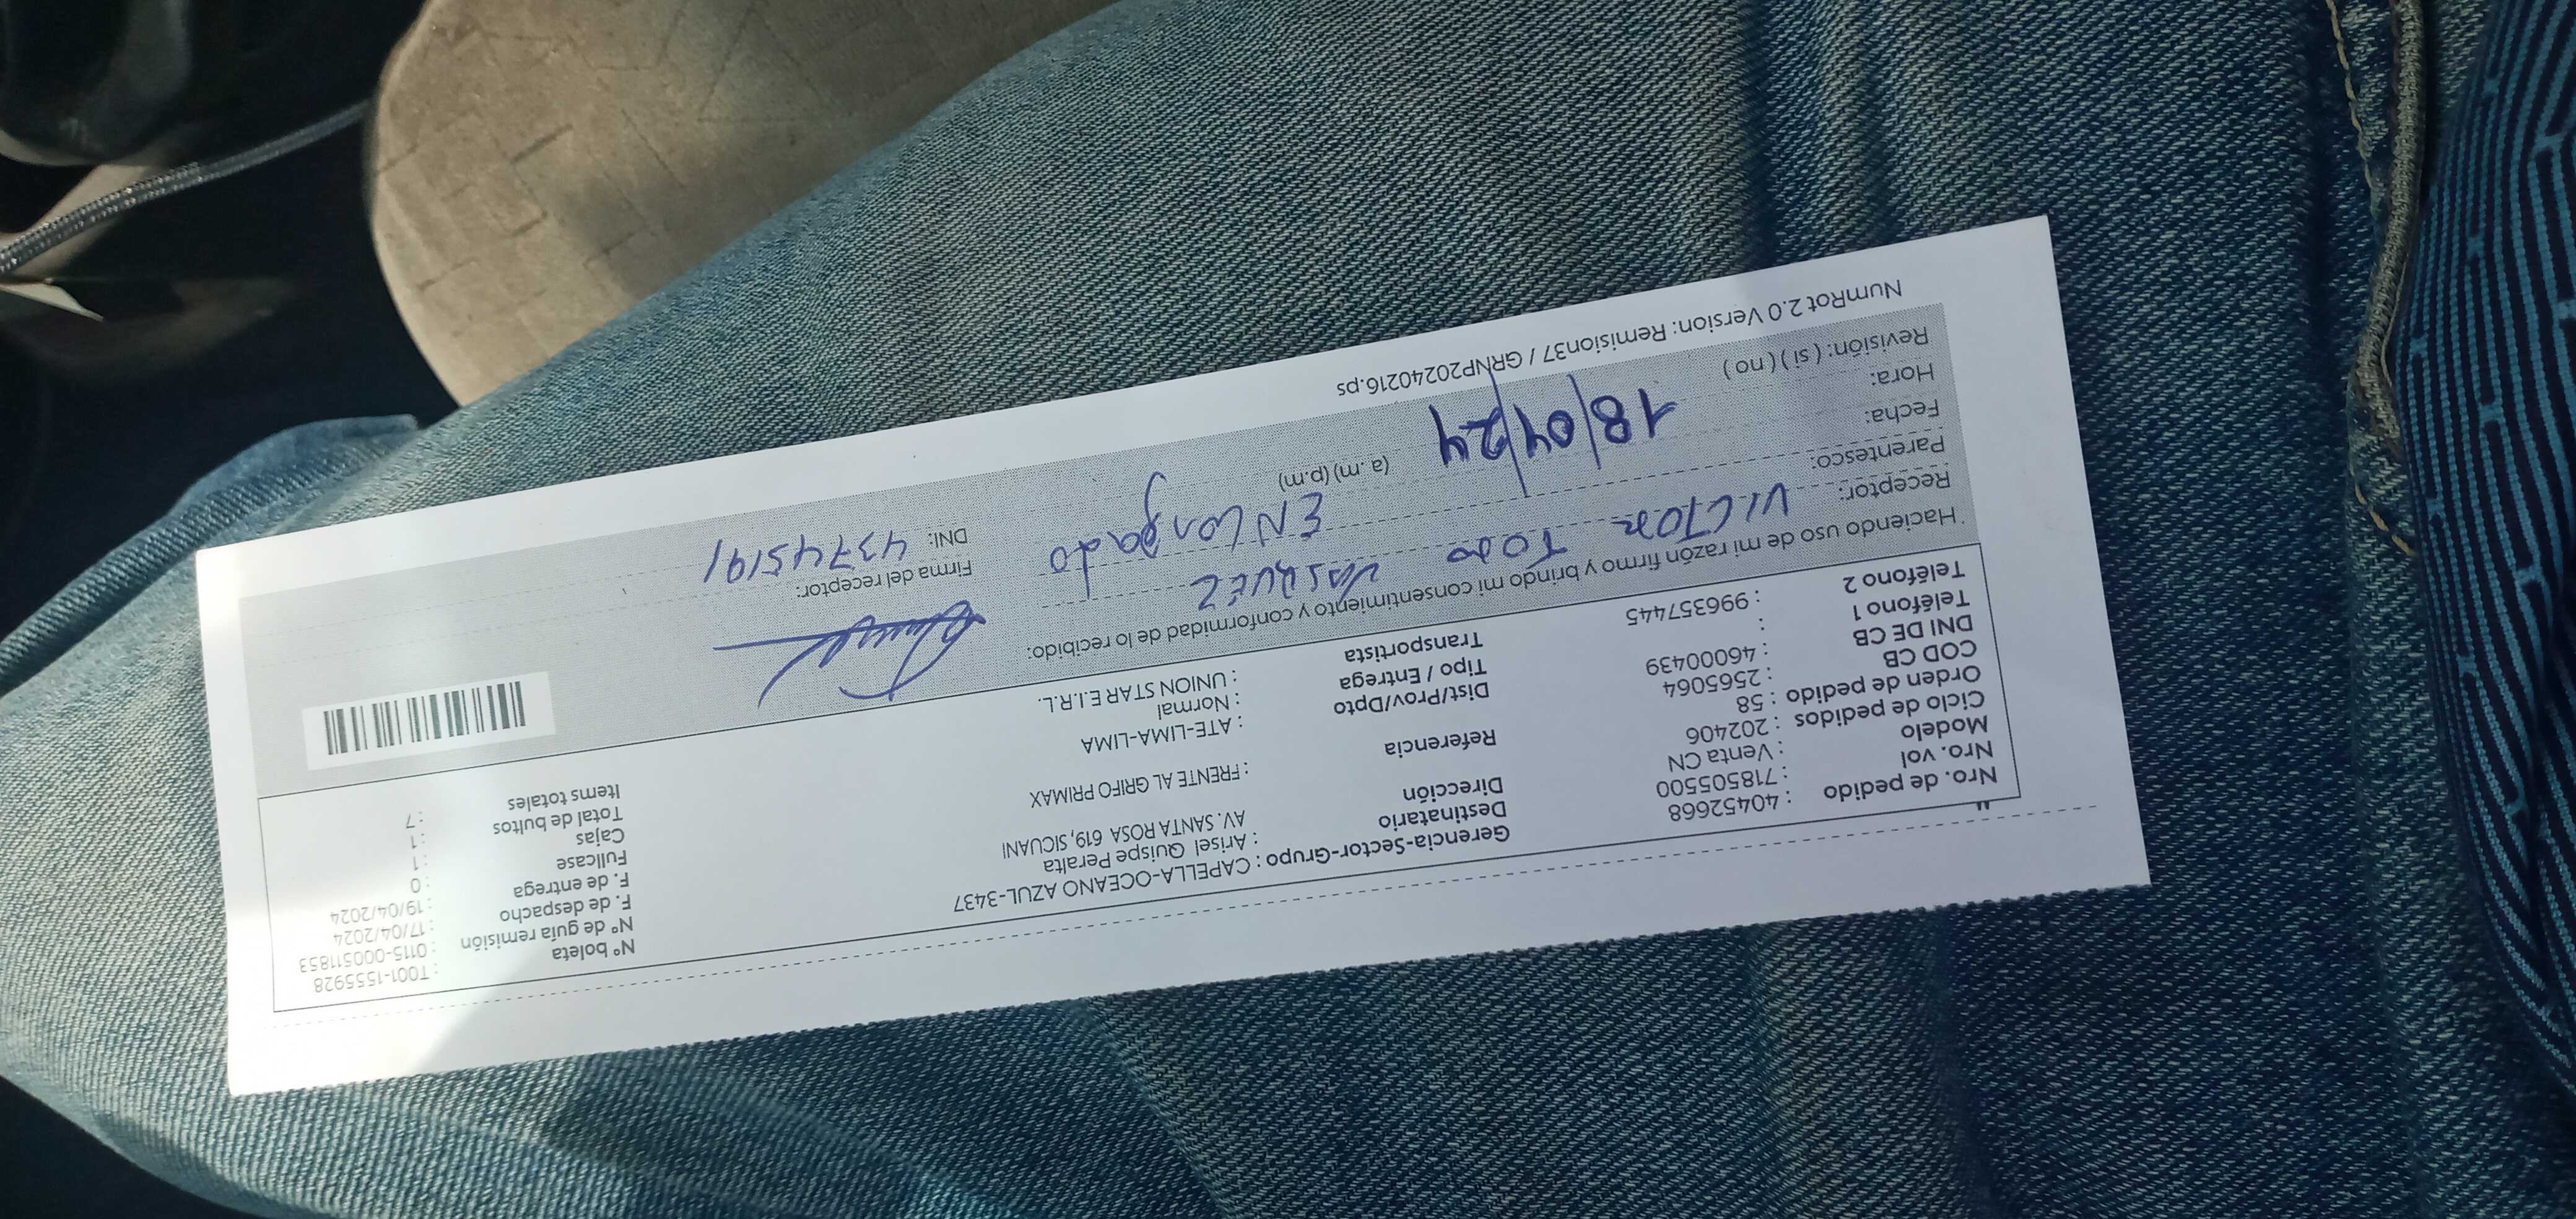 Nro. de pedido : 40452668
Nro. vol : 718505500
Modelo : Venta CN
Ciclo de pedidos : 202406
Orden de pedido : 58
COD CB : 2565064
DNI DE CB : 46000439
Teléfono 1 :
Teléfono 2 : 996357445
Gerencia-Sector-Grupo : CAPELLA-OCEANO AZUL-3437
Destinatario : Arisel Quispe Peralta
Dirección AV. SANTA ROSA 619, SICUANI
Referencia : FRENTE AL GRIFO PRIMAX
Dist/Prov/Dpto : ATE-LIMA-LIMA
Tipo / Entrega : Normal
Transportista : UNION STAR E.I.R.L.
N° boleta : T001-1555928
N° de guía remisión : 0115-000511853
F. de despacho : 17/04/2024
F. de entrega : 19/04/2024
Fullcase : 0
Cajas : 1
Total de bultos : 1
Items totales : 7
Haciendo uso de mi razón firmo y brindo mi consentimiento y conformidad de lo recibido:
Receptor: VICTOR TODO VASQUEZ
Parentesco: ENCARGADO
Fecha: 18/04/24
Hora: (a. m) (p.m)
Revisión: ( si ) ( no )
Firma del receptor:
DNI: 43745191
NumRot 2.0 Version: Remision37 / GRNP20240216.ps